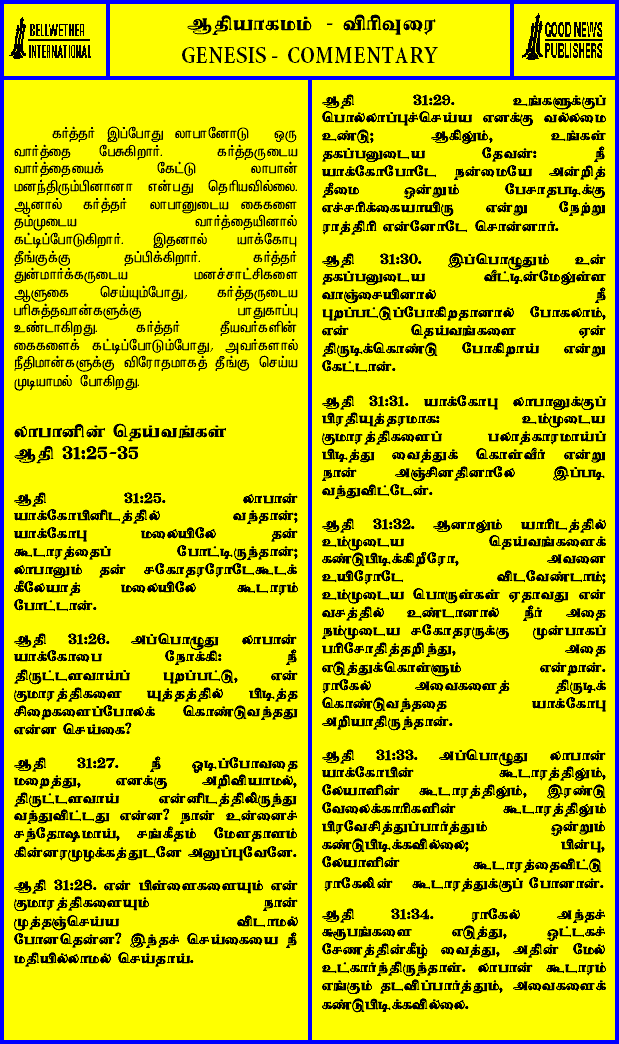 BELLWETHER
INTERNATIONAL
ஆதியாகமம் - விரிவுரை
GENESIS - COMMENTARY
GOOD NEWS
PUBLISHERS
கர்த்தர் இப்போது லாபானோடு ஒரு
வார்த்தை பேசுகிறார். கர்த்தருடைய
வார்த்தையைக் கேட்டு லாபான்
மனந்திரும்பினானா என்பது தெரியவில்லை.
ஆனால் கர்த்தர் லாபானுடைய கைகளை
தம்முடைய வார்த்தையினால்
கட்டிப்போடுகிறார். இதனால் யாக்கோபு
தீங்குக்கு தப்பிக்கிறார். கர்த்தர்
துன்மார்க்கருடைய மனச்சாட்சிகளை
ஆளுகை செய்யும்போது, கர்த்தருடைய
பரிசுத்தவான்களுக்கு பாதுகாப்பு
உண்டாகிறது. கர்த்தர் தீயவர்களின்
கைகளைக் கட்டிப்போடும்போது, அவர்களால்
நீதிமான்களுக்கு விரோதமாகத் தீங்கு செய்ய
முடியாமல் போகிறது.
லாபானின் தெய்வங்கள்
ஆதி 31:25-35
ஆதி 31:25. லாபான்
யாக்கோபினிடத்தில் வந்தான்;
யாக்கோபு மலையிலே தன்
கூடாரத்தைப் போட்டிருந்தான்;
லாபானும் தன் சகோதரரோடேகூடக்
கீலேயாத் மலையிலே கூடாரம்
போட்டான்.
ஆதி 31:26. அப்பொழுது லாபான்
யாக்கோபை நோக்கி: நீ
திருட்டளவாய்ப் புறப்பட்டு, என்
குமாரத்திகளை யுத்தத்தில் பிடித்த
சிறைகளைப்போலக் கொண்டுவந்தது
என்ன செய்கை?
ஆதி 31:27. நீ ஓடிப்போவதை
மறைத்து, எனக்கு அறிவியாமல்,
திருட்டளவாய் என்னிடத்திலிருந்து
வந்துவிட்டது என்ன? நான் உன்னைச்
சந்தோஷமாய், சங்கீதம் மேளதாளம்
கின்னரமுழக்கத்துடனே அனுப்புவேனே.
ஆதி 31:28. என் பிள்ளைகளையும் என்
குமாரத்திகளையும் நான்
முத்தஞ்செய்ய விடாமல்
போனதென்ன? இந்தச் செய்கையை நீ
மதியில்லாமல் செய்தாய்.
ஆதி 31:29. உங்களுக்குப்
பொல்லாப்புச்செய்ய எனக்கு வல்லமை
உண்டு; ஆகிலும், உங்கள்
தகப்பனுடைய தேவன்: நீ
யாக்கோபோடே நன்மையே அன்றித்
தீமை ஒன்றும் பேசாதபடிக்கு
எச்சரிக்கையாயிரு என்று நேற்று
ராத்திரி என்னோடே சொன்னார்.
ஆதி 31:30. இப்பொழுதும் உன்
தகப்பனுடைய வீட்டின்மேலுள்ள
வாஞ்சையினால் நீ
புறப்பட்டுப்போகிறதானால் போகலாம்,
என் தெய்வங்களை ஏன்
திருடிக்கொண்டு போகிறாய் என்று
கேட்டான்.
ஆதி 31:31. யாக்கோபு லாபானுக்குப்
பிரதியுத்தரமாக: உம்முடைய
குமாரத்திகளைப் பலாத்காரமாய்ப்
பிடித்து வைத்துக் கொள்வீர் என்று
நான் அஞ்சினதினாலே இப்படி
வந்துவிட்டேன்.
ஆதி 31:32. ஆனாலும் யாரிடத்தில்
உம்முடைய தெய்வங்களைக்
கண்டுபிடிக்கிறீரோ, அவனை
உயிரோடே விடவேண்டாம்;
உம்முடைய பொருள்கள் ஏதாவது என்
வசத்தில் உண்டானால் நீர் அதை
நம்முடைய சகோதரருக்கு முன்பாகப்
பரிசோதித்தறிந்து, அதை
எடுத்துக்கொள்ளும் என்றான்.
ராகேல் அவைகளைத் திருடிக்
கொண்டுவந்ததை யாக்கோபு
அறியாதிருந்தான்.
ஆதி 31:33. அப்பொழுது லாபான்
யாக்கோபின் கூடாரத்திலும்,
லேயாளின் கூடாரத்திலும், இரண்டு
வேலைக்காரிகளின் கூடாரத்திலும்
பிரவேசித்துப்பார்த்தும் ஒன்றும்
கண்டுபிடிக்கவில்லை; பின்பு,
லேயாளின் கூடாரத்தைவிட்டு
ராகேலின் கூடாரத்துக்குப் போனான்.
ஆதி 31:34. ராகேல் அந்தச்
சுரூபங்களை எடுத்து, ஒட்டகச்
சேணத்தின்கீழ் வைத்து, அதின் மேல்
உட்கார்ந்திருந்தாள். லாபான் கூடாரம்
எங்கும் தடவிப்பார்த்தும், அவைகளைக்
கண்டுபிடிக்கவில்லை.